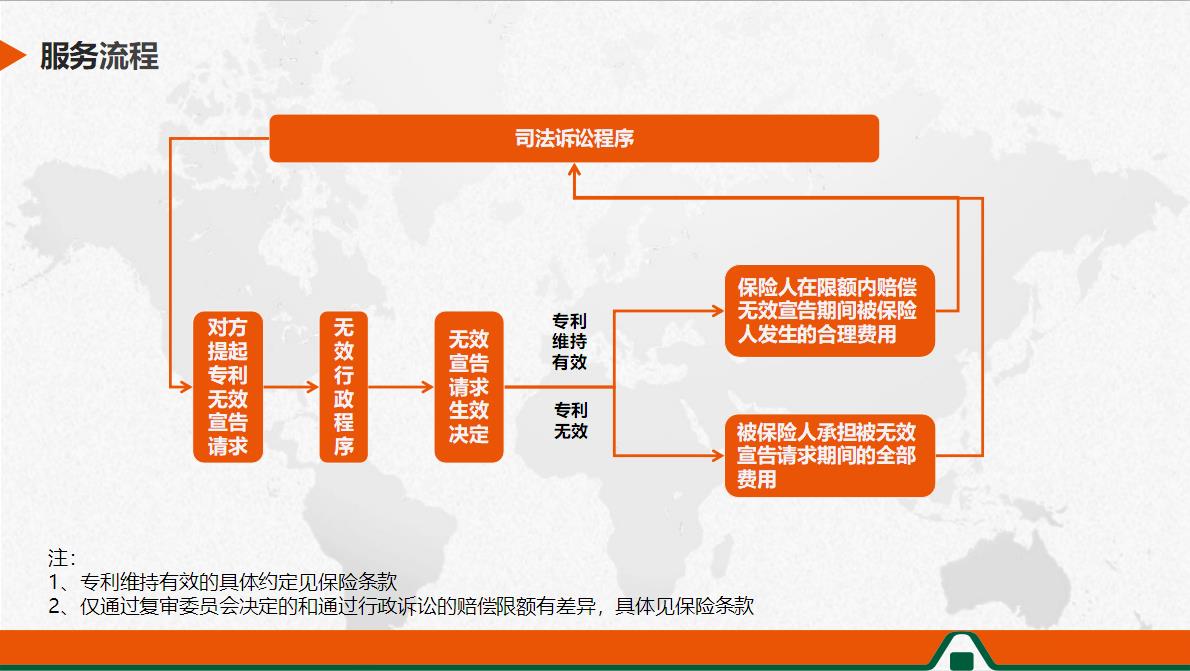 服务流程
司法诉讼程序
对方
提起
专利
无效
宣告
请求
无
效
行
政
程
序
无效
宣告
请求
生效
决定
专利
维持
有效
专利
无效
保险人在限额内赔偿
无效宣告期间被保险
人发生的合理费用
被保险人承担被无效
宣告请求期间的全部
费用
注：
1、专利维持有效的具体约定见保险条款
2、仅通过复审委员会决定的和通过行政诉讼的赔偿限额有差异，具体见保险条款